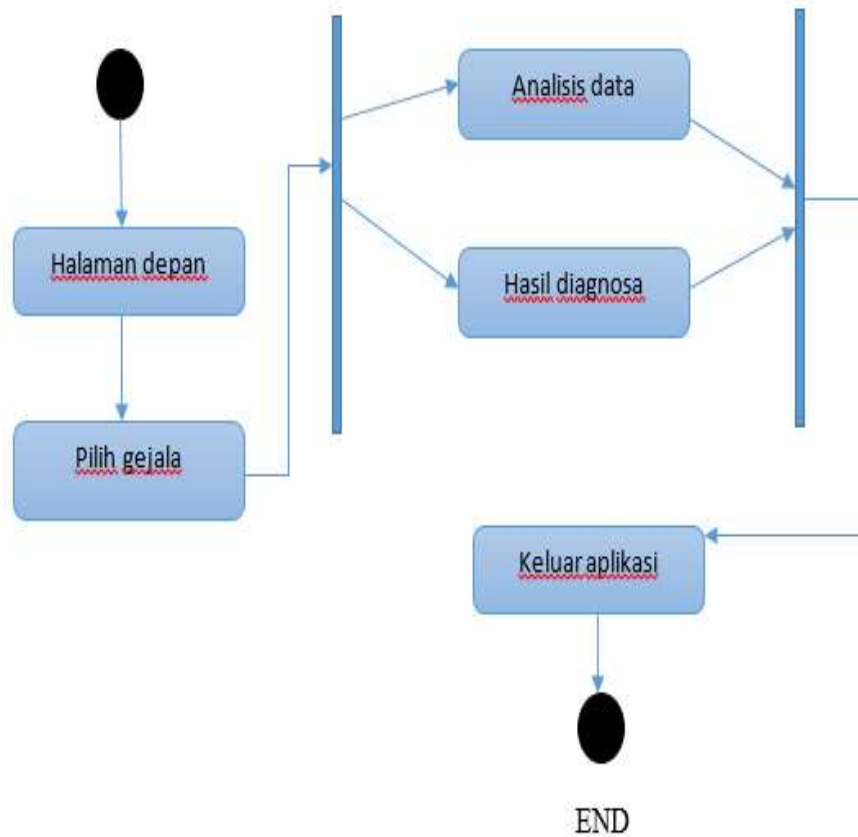 Halaman depan
Pilih gejala
Analisis data
Hasil diagnosa
Keluar aplikasi
END